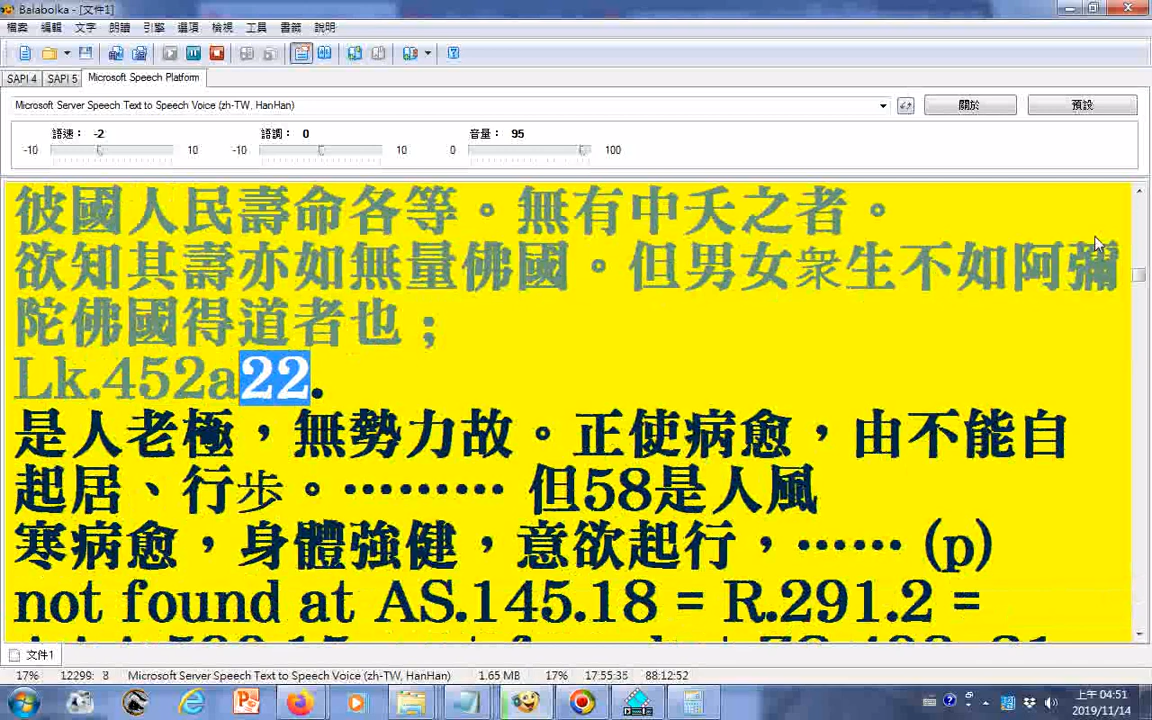 Balabolka - [文件1]
檔案 編輯 文字 朗讀 引擎 選項 檢視 工具 書籤 說明
SAPI 4 SAPI 5 Microsoft Speech Platform
Microsoft Server Speech Text to Speech Voice (zh-TW, HanHan) 關於 預設
語速： -2 語調： 0 音量： 95
-10 10 -10 10 0 100
彼國人民壽命各等。無有中夭之者。
欲知其壽亦如無量佛國。但男女衆生不如阿彌
陀佛國得道者也；
Lk.452a22.
是人老極，無勢力故。正使病愈，由不能自
起居、行步。……… 但58是人風
寒病愈，身體強健，意欲起行，…… (p)
not found at AS.145.18 = R.291.2 =
文件1
17% 12299: 8 Microsoft Server Speech Text to Speech Voice (zh-TW, HanHan) 1.65 MB 17% 17:55:35 88:12:52
上午 04:51
2019/11/14